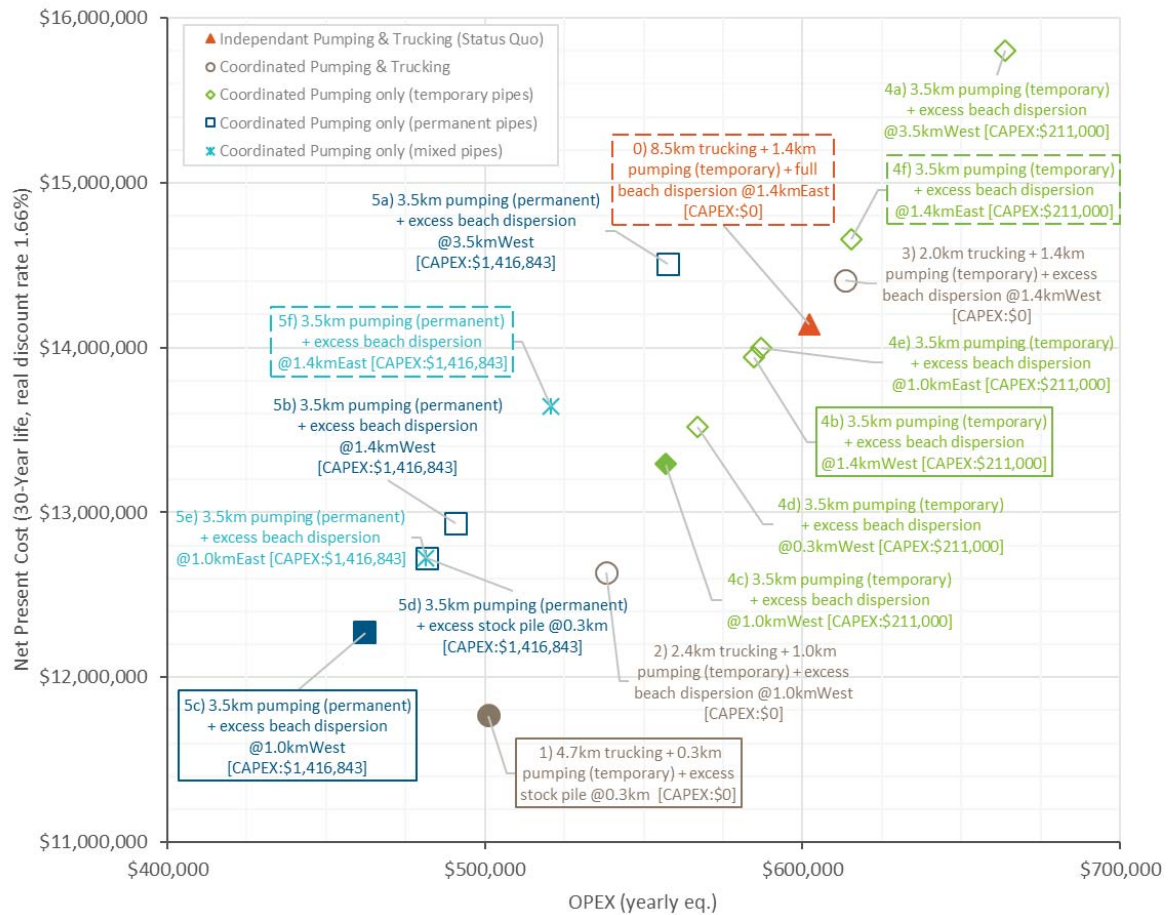 $16,000,000
$15,000,000
$14,000,000
$13,000,000
$12,000,000
$11,000,000
Net Present Cost (30-Year life, real discount rate 1.66%)
Independant Pumping & Trucking (Status Quo)
Coordinated Pumping & Trucking
Coordinated Pumping only (temporary pipes)
Coordinated Pumping only (permanent pipes)
Coordinated Pumping only (mixed pipes)
4a) 3.5km pumping (temporary)
+ excess beach dispersion
@3.5kmWest [CAPEX:$211,000]
0) 8.5km trucking + 1.4km
pumping (temporary) + full
beach dispersion @1.4kmEast
[CAPEX:$0]
4f) 3.5km pumping (temporary)
+ excess beach dispersion
@1.4kmEast [CAPEX:$211,000]
5a) 3.5km pumping (permanent)
+ excess beach dispersion
@3.5kmWest
[CAPEX:$1,416,843]
3) 2.0km trucking + 1.4km
pumping (temporary) + excess
beach dispersion @1.4kmWest
[CAPEX:$0]
5f) 3.5km pumping (permanent)
+ excess beach dispersion
@1.4kmEast [CAPEX:$1,416,843]
4e) 3.5km pumping (temporary)
+ excess beach dispersion
@1.0kmEast [CAPEX:$211,000]
5b) 3.5km pumping (permanent)
+ excess beach dispersion
@1.4kmWest
[CAPEX:$1,416,843]
4b) 3.5km pumping (temporary)
+ excess beach dispersion
@1.4kmWest [CAPEX:$211,000]
4d) 3.5km pumping (temporary)
+ excess beach dispersion
@0.3kmWest [CAPEX:$211,000]
5e) 3.5km pumping (permanent)
+ excess beach dispersion
@1.0kmEast [CAPEX:$1,416,843]
4c) 3.5km pumping (temporary)
+ excess beach dispersion
@1.0kmWest [CAPEX:$211,000]
5d) 3.5km pumping (permanent)
+ excess stock pile @0.3km
[CAPEX:$1,416,843]
2) 2.4km trucking + 1.0km
pumping (temporary) + excess
beach dispersion @1.0kmWest
[CAPEX:$0]
5c) 3.5km pumping (permanent)
+ excess beach dispersion
@1.0kmWest
[CAPEX:$1,416,843]
1) 4.7km trucking + 0.3km
pumping (temporary) + excess
stock pile @0.3km [CAPEX:$0]
$400,000
$500,000
$600,000
$700,000
OPEX (yearly eq.)